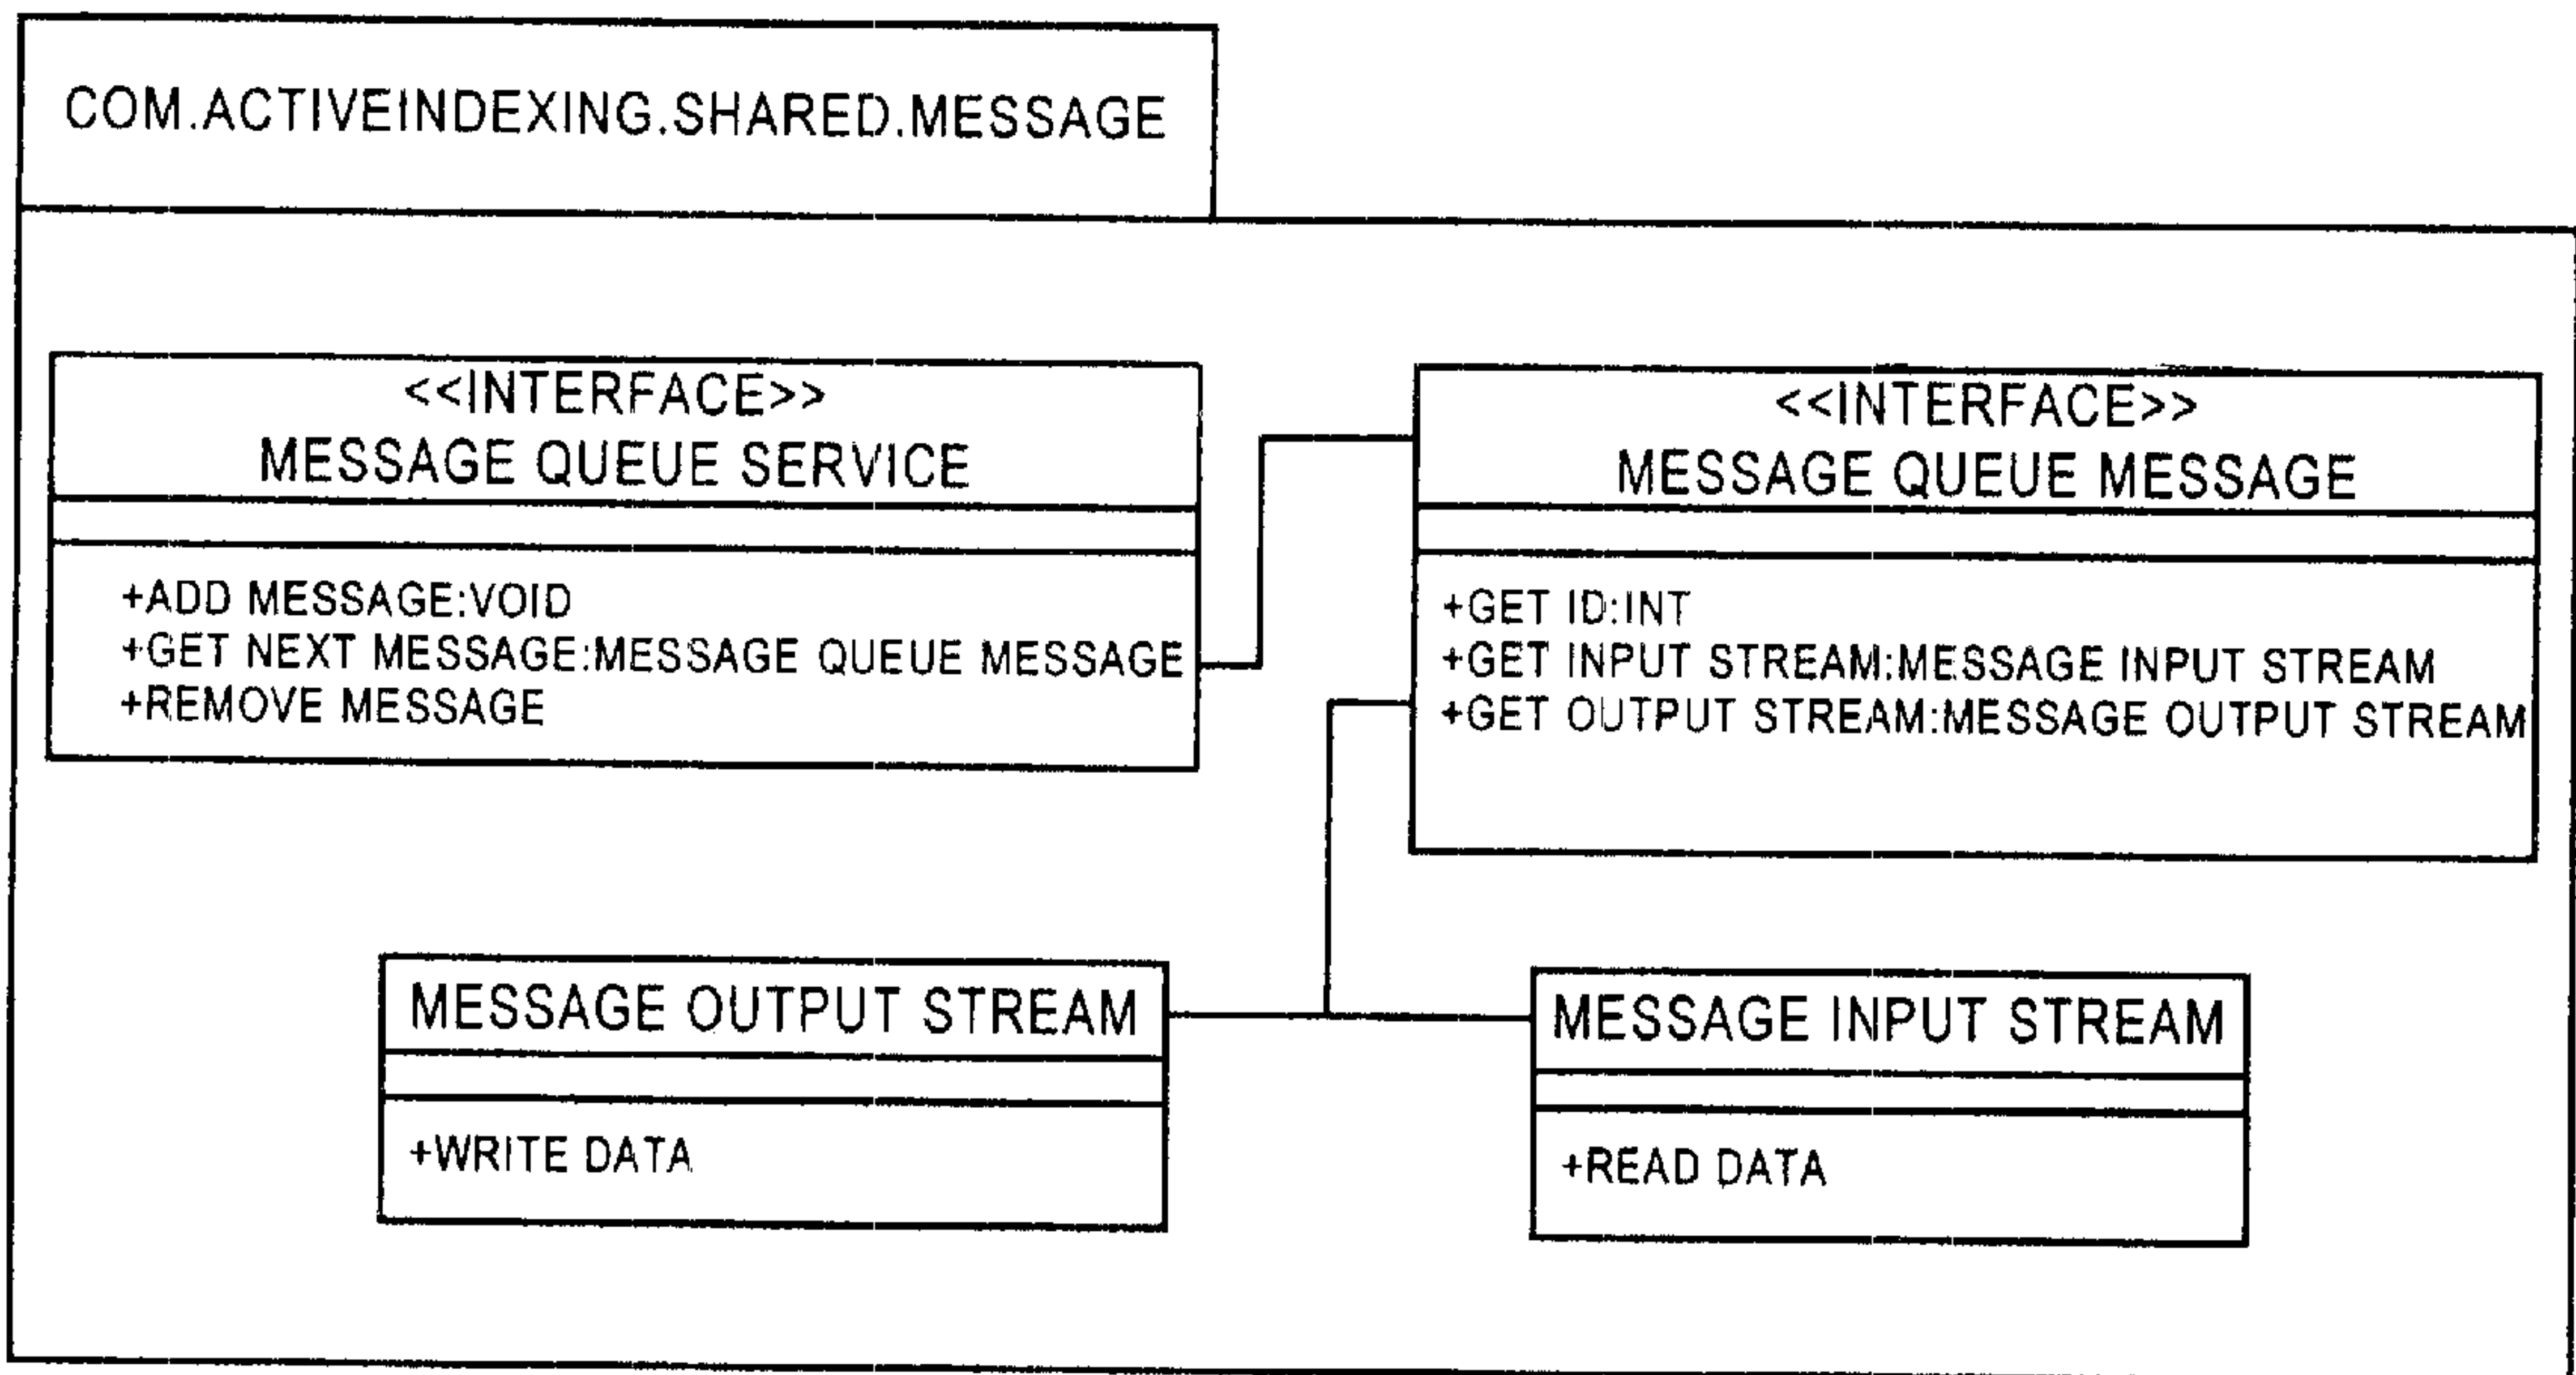 COM.ACTIVEINDEXING.SHARED.MESSAGE
<<INTERFACE>>
MESSAGE QUEUE SERVICE
+ADD MESSAGE:VOID
+GET NEXT MESSAGE:MESSAGE QUEUE MESSAGE
+REMOVE MESSAGE
<<INTERFACE>>
MESSAGE QUEUE MESSAGE
+GET ID:INT
+GET INPUT STREAM:MESSAGE INPUT STREAM
+GET OUTPUT STREAM:MESSAGE OUTPUT STREAM
MESSAGE OUTPUT STREAM
+WRITE DATA
MESSAGE INPUT STREAM
+READ DATA